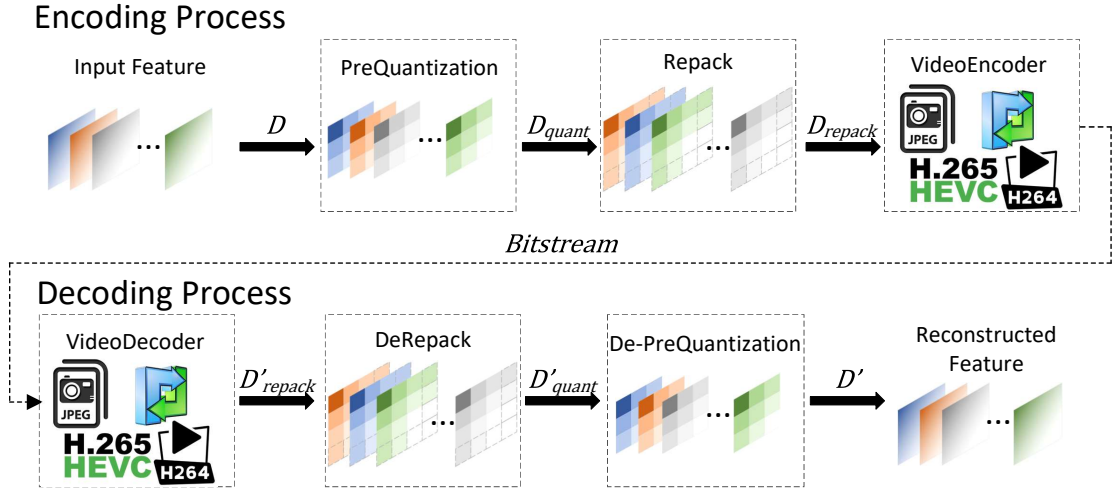 Encoding Process
Input Feature
PreQuantization
Repack
VideoEncoder
D
D_quant
D_repack
...
...
...
JPEG
H.265
HEVC
H264
Bitstream
Decoding Process
VideoDecoder
DeRepack
De-PreQuantization
Reconstructed
Feature
D'_repack
D'_quant
D'
JPEG
...
...
...
H.265
HEVC
H264